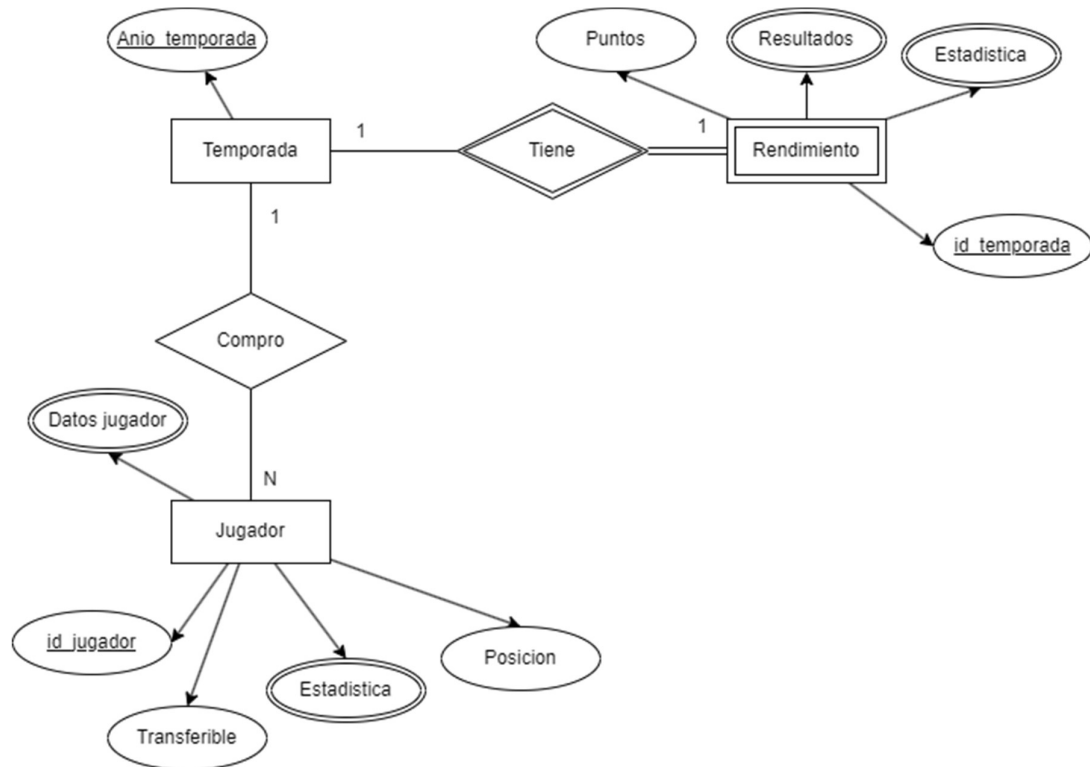 Anio_temporada
Puntos
Resultados
Estadistica
Temporada
1
Tiene
1
Rendimiento
1
id_temporada
Compro
Datos jugador
N
Jugador
id_jugador
Posicion
Estadistica
Transferible